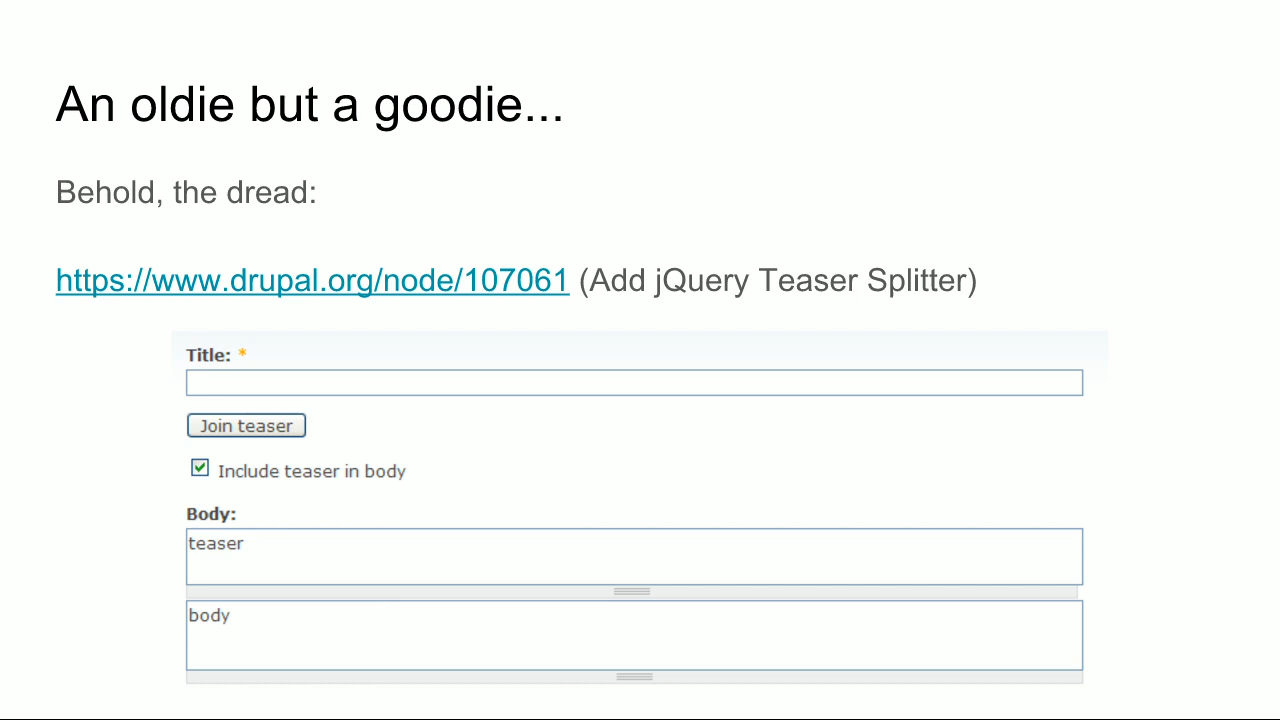 An oldie but a goodie...
Behold, the dread:
https://www.drupal.org/node/107061 (Add jQuery Teaser Splitter)
Title: *
Join teaser
Include teaser in body
Body:
teaser
body